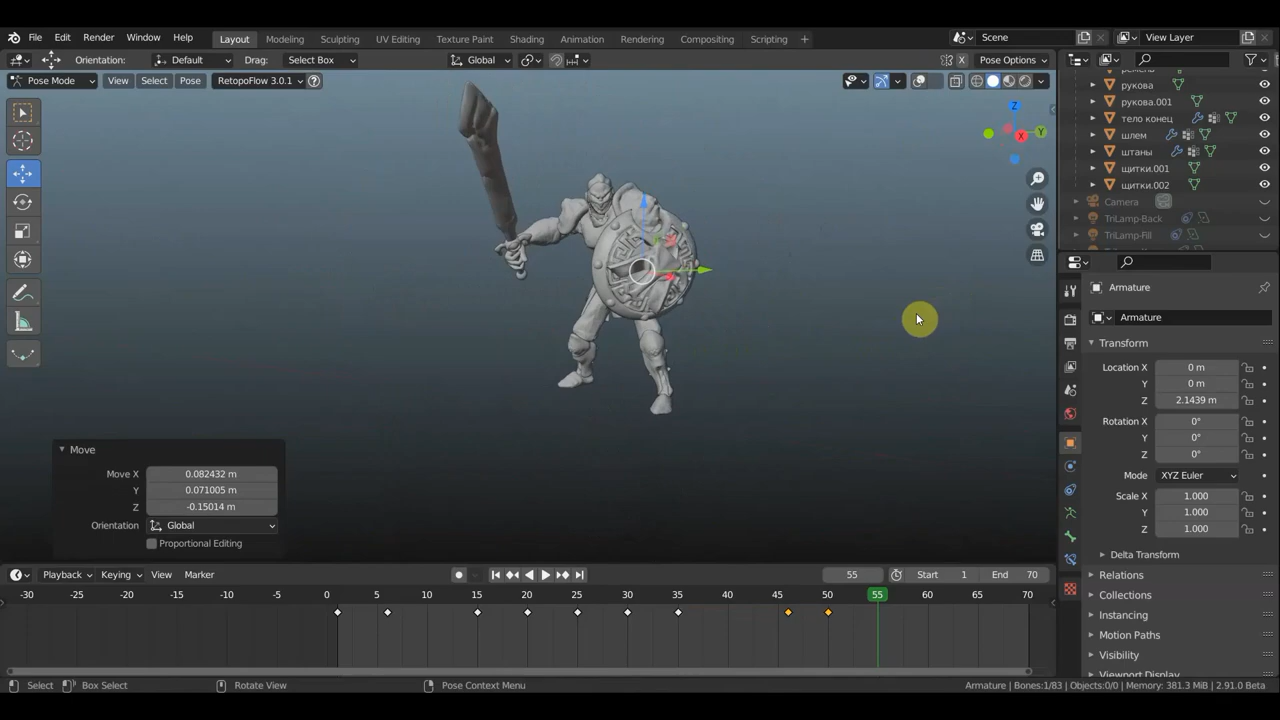 File Edit Render Window Help Layout Modeling Sculpting UV Editing Texture Paint Shading Animation Rendering Compositing Scripting + Scene View Layer
Orientation: Default Drag: Select Box Global X Pose Options
Pose Mode View Select Pose RetopoFlow 3.0.1 ?
рукова
рукова.001
тело конец
шлем
штаны
щитки.001
щитки.002
Camera
TriLamp-Back
TriLamp-Fill
Z
Y
X
Armature
Armature
Transform
Location X 0 m
Y 0 m
Z 2.1439 m
Rotation X 0°
Y 0°
Z 0°
Mode XYZ Euler
Scale X 1.000
Y 1.000
Z 1.000
Delta Transform
Relations
Collections
Instancing
Motion Paths
Visibility
Viewport Display
Move
Move X 0.082432 m
Y 0.071005 m
Z -0.15014 m
Orientation Global
Proportional Editing
Playback Keying View Marker 55 Start 1 End 70
-30 -25 -20 -15 -10 -5 0 5 10 15 20 25 30 35 40 45 50 55 60 65 70
Select Box Select Rotate View Pose Context Menu Armature | Bones:1/83 | Objects:0/0 | Memory: 381.3 MiB | 2.91.0 Beta